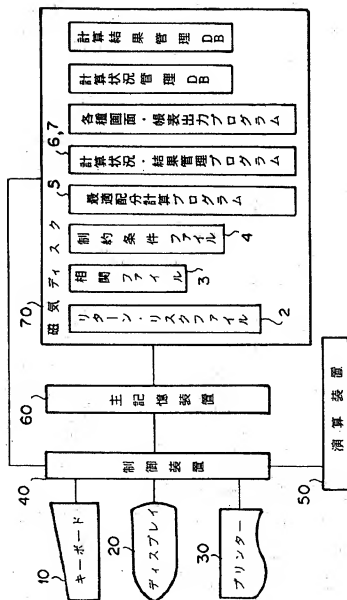 10
キーボード
20
ディスプレイ
30
プリンター
40
制御装置
50
演算装置
60
主記憶装置
70
磁気ディスク
リターン・リスクファイル
2
相関ファイル
3
制約条件ファイル
4
5
最適配分計算プログラム
6,7
計算状況・結果管理プログラム
各種画面・帳表出力プログラム
計算状況管理DB
計算結果管理DB